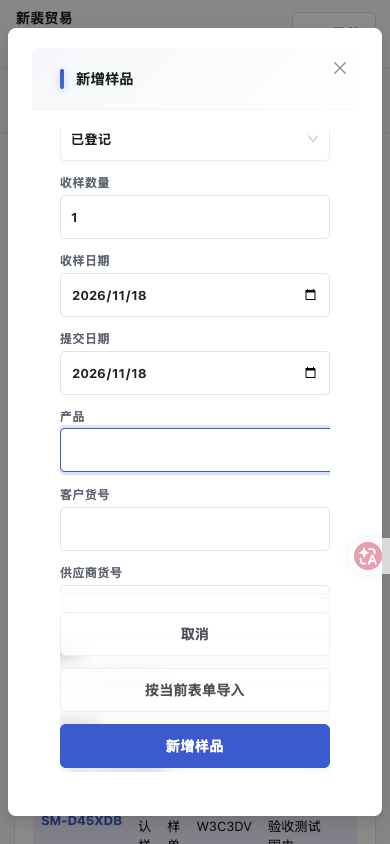 新裴贸易
新增样品
已登记
收样数量
1
收样日期
2026/11/18
提交日期
2026/11/18
产品
客户货号
供应商货号
取消
按当前表单导入
新增样品
SM-D45XDB
认 样 W3C3DV 验收测试